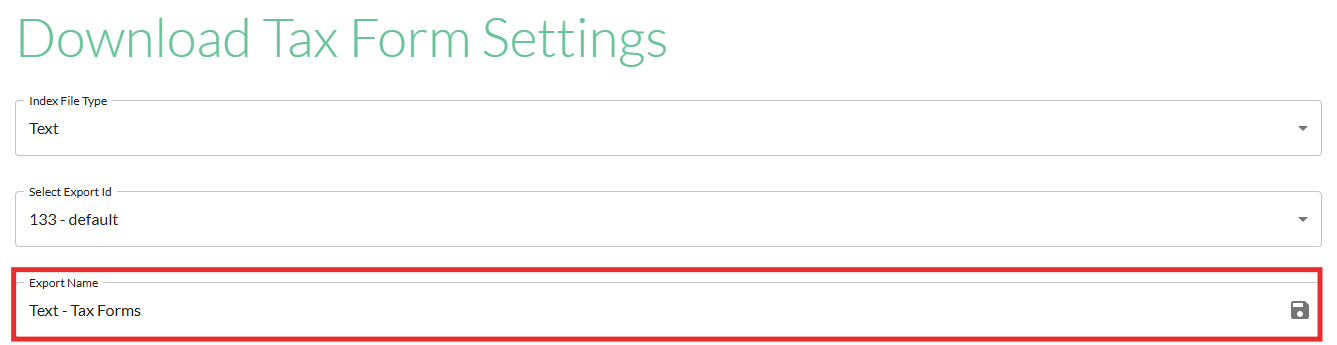 Download Tax Form Settings
Index File Type
Text
Select Export Id
133 - default
Export Name
Text - Tax Forms